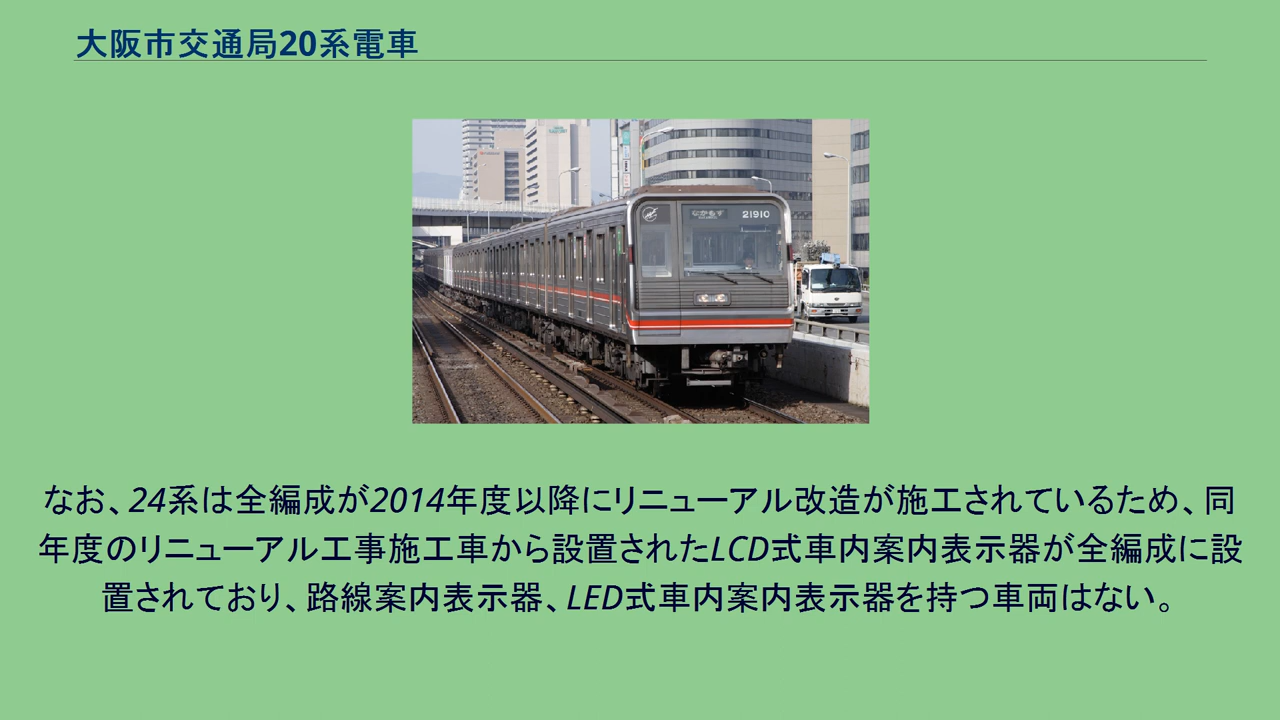 大阪市交通局20系電車
なかもず
21910
なお、24系は全編成が2014年度以降にリニューアル改造が施工されているため、同
年度のリニューアル工事施工車から設置されたLCD式車内案内表示器が全編成に設
置されており、路線案内表示器、LED式車内案内表示器を持つ車両はない。